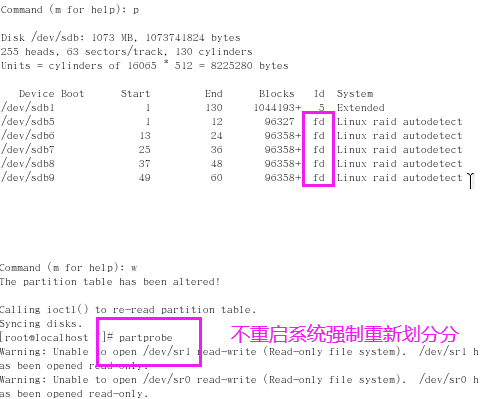 Command (m for help): p
Disk /dev/sdb: 1073 MB, 1073741824 bytes
255 heads, 63 sectors/track, 130 cylinders
Units = cylinders of 16065 * 512 = 8225280 bytes
Device Boot Start End Blocks Id System
/dev/sdb1 1 130 1044193+ 5 Extended
/dev/sdb5 1 12 96327 fd Linux raid autodetect
/dev/sdb6 13 24 96358+ fd Linux raid autodetect
/dev/sdb7 25 36 96358+ fd Linux raid autodetect
/dev/sdb8 37 48 96358+ fd Linux raid autodetect
/dev/sdb9 49 60 96358+ fd Linux raid autodetect
Command (m for help): w
The partition table has been altered!
Calling ioctl() to re-read partition table.
Syncing disks.
[root@localhost ~]# partprobe 不重启系统强制重新划分分
Warning: Unable to open /dev/sr1 read-write (Read-only file system). /dev/sr1 h
as been opened read-only.
Warning: Unable to open /dev/sr0 read-write (Read-only file system). /dev/sr0 h
as been opened read-only.